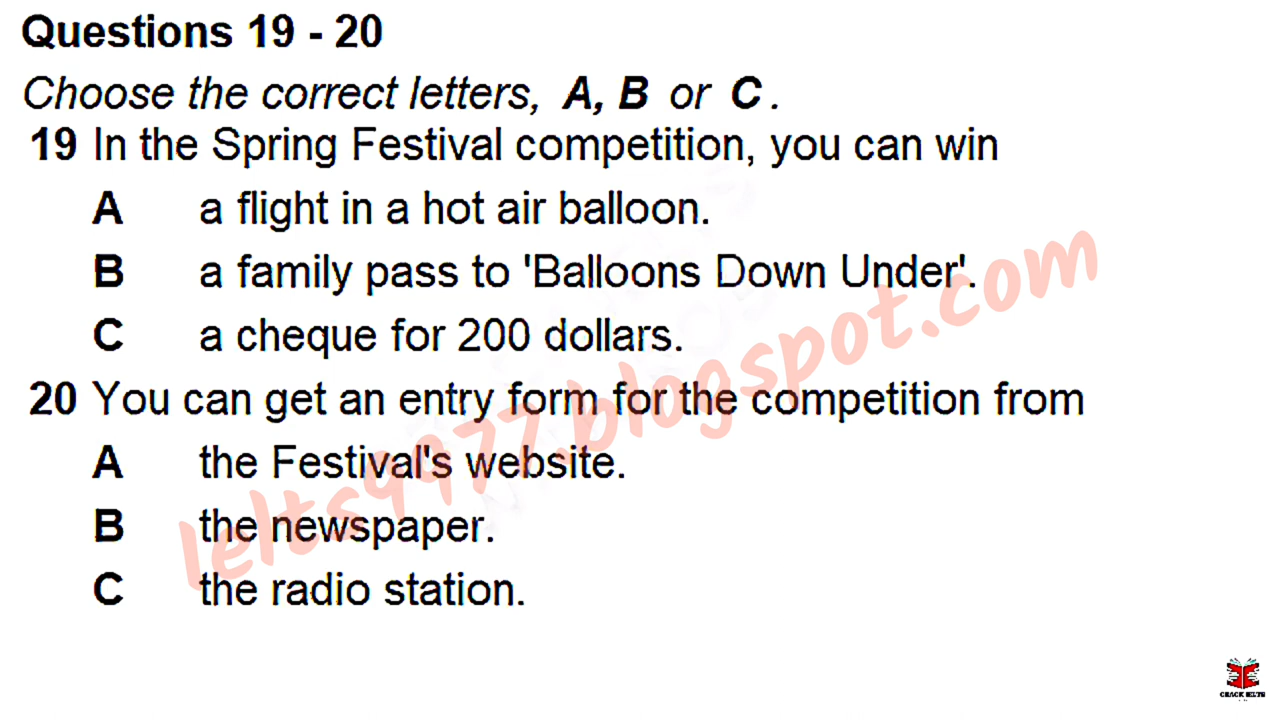 Questions 19 - 20
Choose the correct letters, A, B or C.
19 In the Spring Festival competition, you can win
A a flight in a hot air balloon.
B a family pass to 'Balloons Down Under'.
C a cheque for 200 dollars.
20 You can get an entry form for the competition from
A the Festival's website.
B the newspaper.
C the radio station.
Ielts9977.blogspot.com
CRACK IELTS